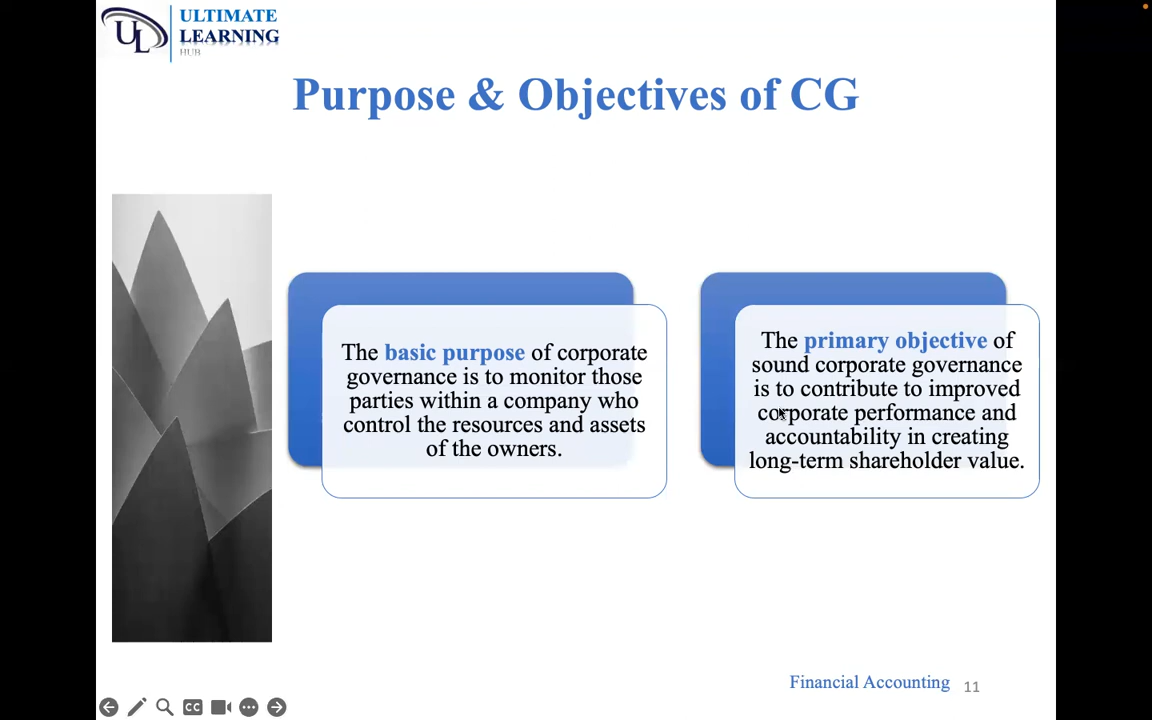 ULTIMATE
LEARNING
HUB
UL
Purpose & Objectives of CG
The basic purpose of corporate
governance is to monitor those
parties within a company who
control the resources and assets
of the owners.
The primary objective of
sound corporate governance
is to contribute to improved
corporate performance and
accountability in creating
long-term shareholder value.
Financial Accounting
11
CC